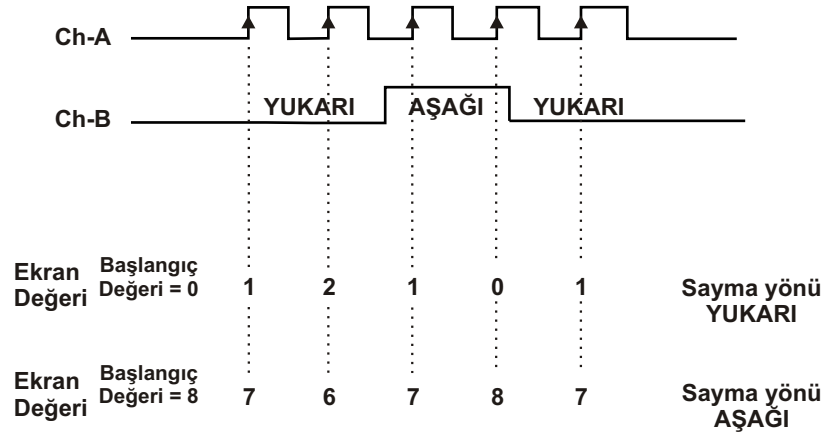 Ch-A
YUKARI AŞAĞI YUKARI
Ch-B
Ekran Değeri Başlangıç Değeri = 0 1 2 1 0 1 Sayma yönü YUKARI
Ekran Değeri Başlangıç Değeri = 8 7 6 7 8 7 Sayma yönü AŞAĞI